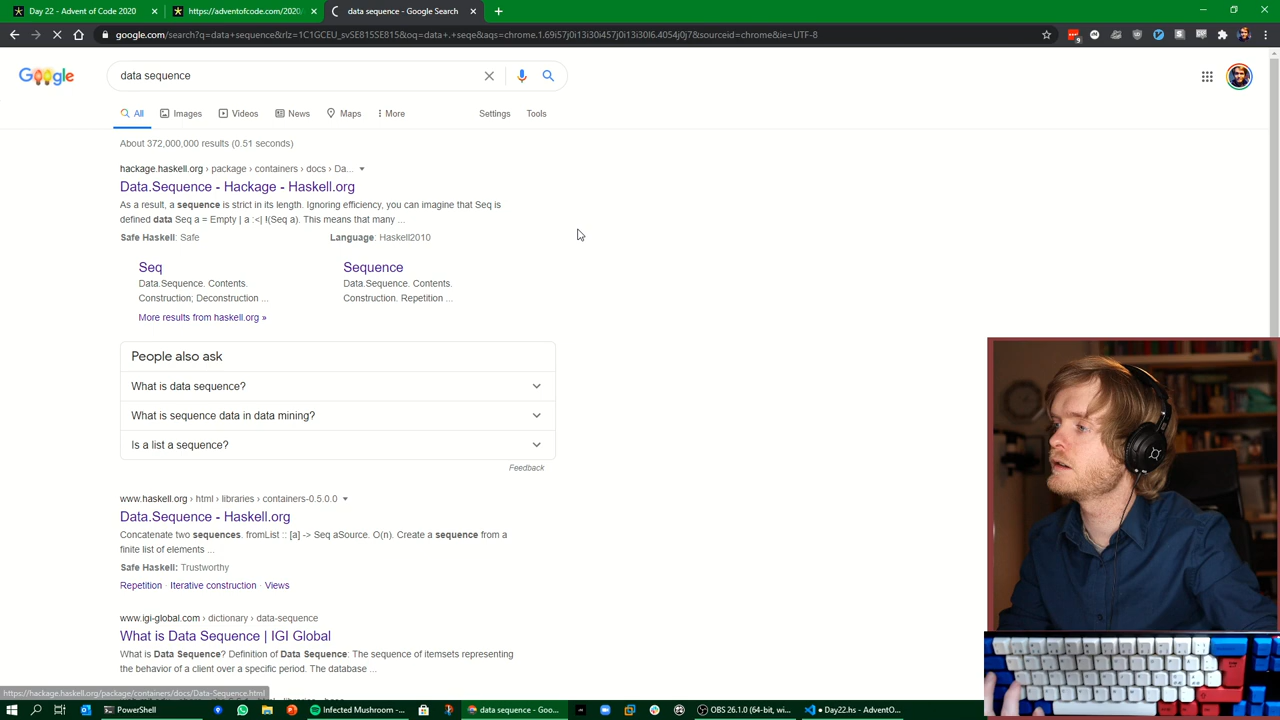 Day 22 - Advent of Code 2020
https://adventofcode.com/2020/
data sequence - Google Search
google.com/search?q=data+sequence&rlz=1C1GCEU_svSE815SE815&oq=data+.+seqe&aqs=chrome.1.69i57j0i13i30i457j0i13i30l6.4054j0j7&sourceid=chrome&ie=UTF-8
Google
data sequence
All
Images
Videos
News
Maps
More
Settings
Tools
About 372,000,000 results (0.51 seconds)
hackage.haskell.org › package › containers › docs › Da...
Data.Sequence - Hackage - Haskell.org
As a result, a sequence is strict in its length. Ignoring efficiency, you can imagine that Seq is
defined data Seq a = Empty | a :<| !(Seq a). This means that many ...
Safe Haskell: Safe
Language: Haskell2010
Seq
Data.Sequence. Contents.
Construction; Deconstruction ...
Sequence
Data.Sequence. Contents.
Construction. Repetition ...
More results from haskell.org »
People also ask
What is data sequence?
What is sequence data in data mining?
Is a list a sequence?
Feedback
www.haskell.org › html › libraries › containers-0.5.0.0
Data.Sequence - Haskell.org
Concatenate two sequences. fromList :: [a] -> Seq aSource. O(n). Create a sequence from a
finite list of elements ...
Safe Haskell: Trustworthy
Repetition · Iterative construction · Views
www.igi-global.com › dictionary › data-sequence
What is Data Sequence | IGI Global
What is Data Sequence? Definition of Data Sequence: The sequence of itemsets representing
the behavior of a client over a specific period. The database ...
https://hackage.haskell.org/package/containers/docs/Data-Sequence.html
PowerShell
Infected Mushroom -...
data sequence - Goo...
OBS 26.1.0 (64-bit, wi...
Day22.hs - AdventO...